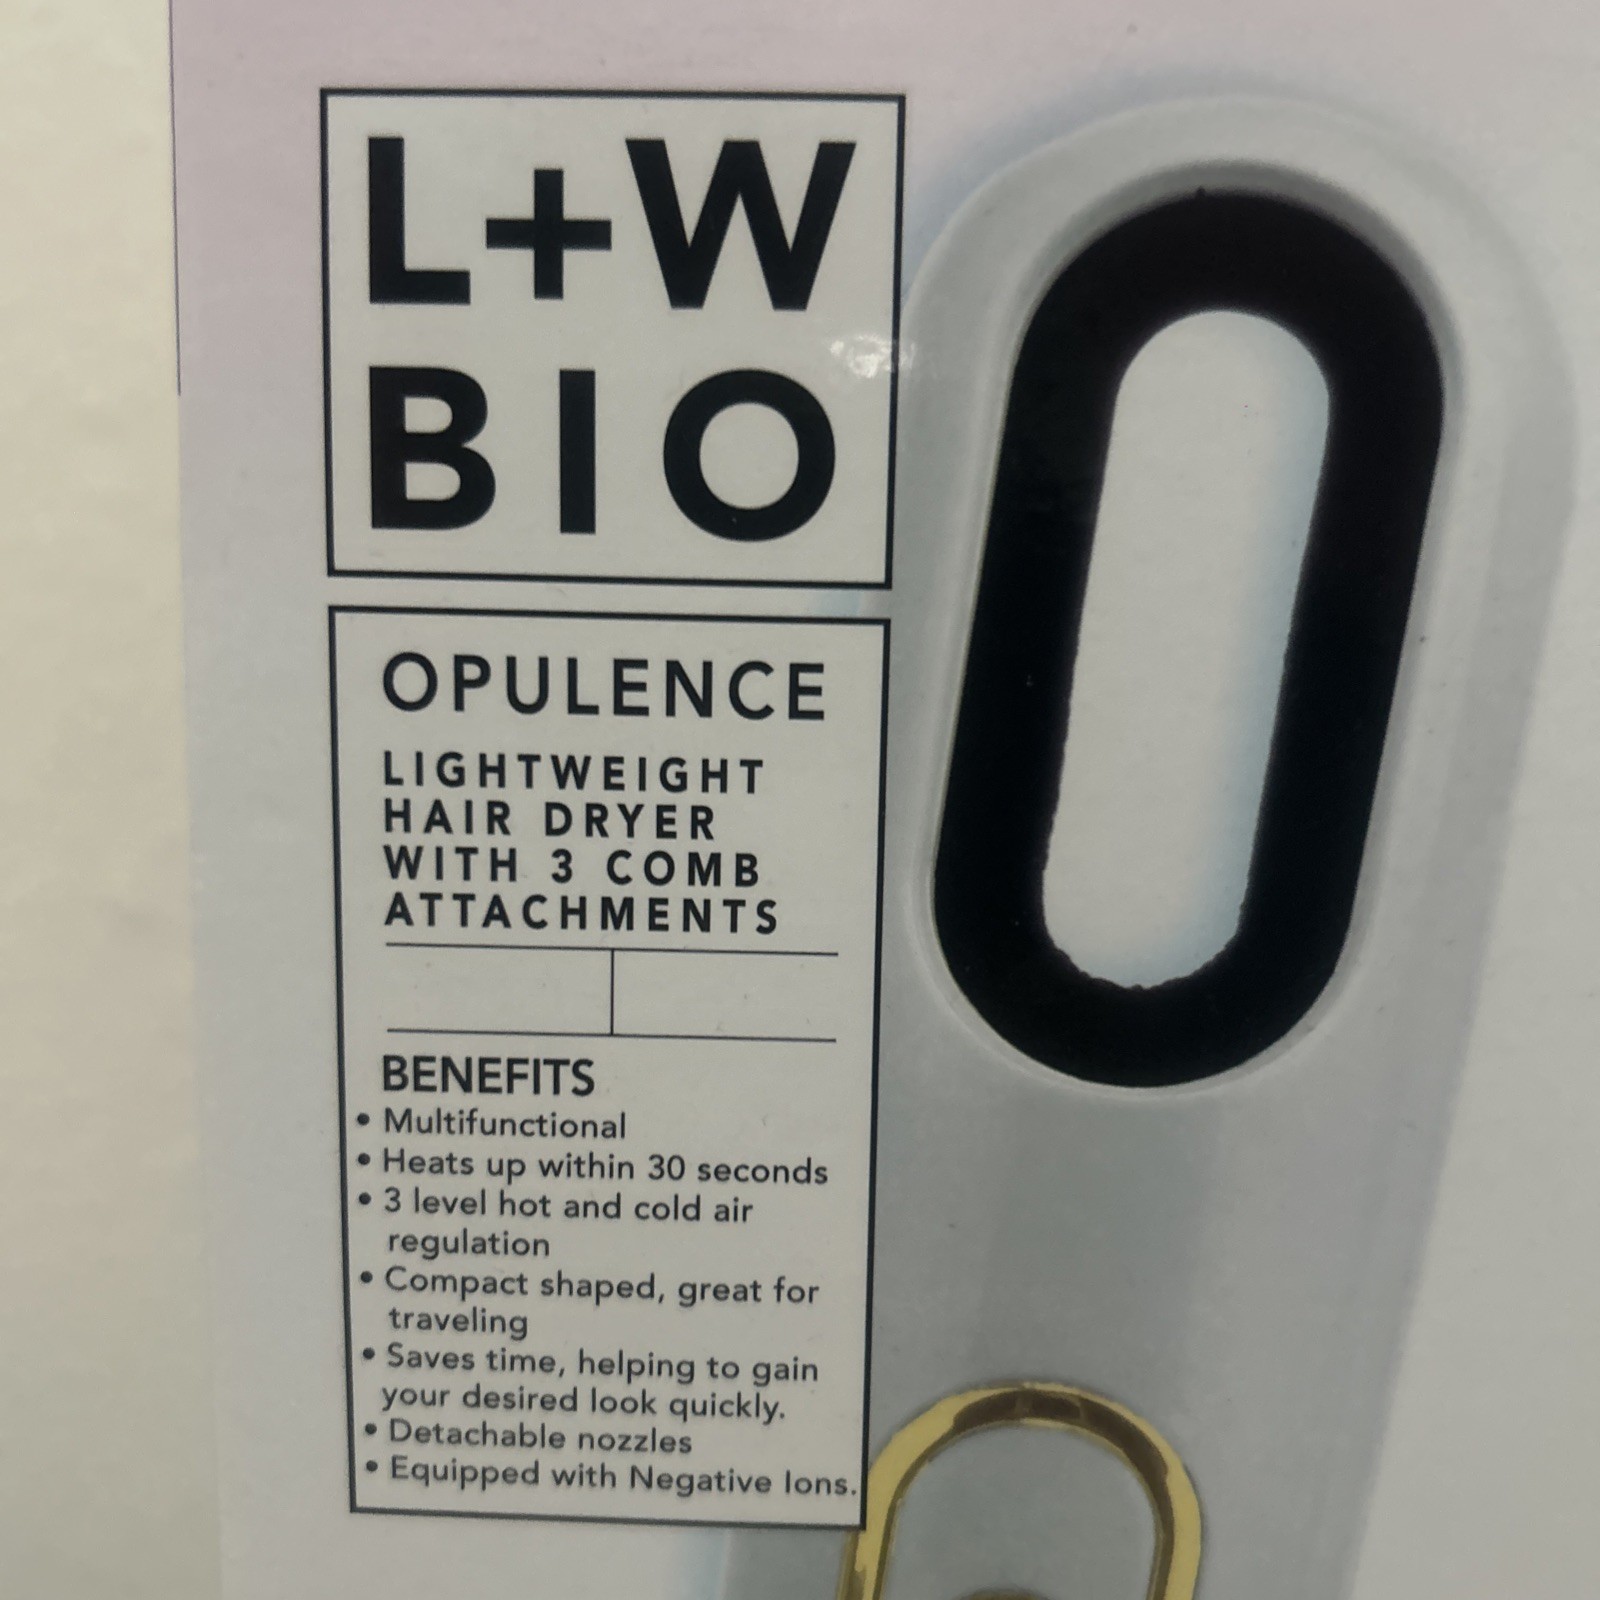 L+W
BIO
OPULENCE
LIGHTWEIGHT
HAIR DRYER
WITH 3 COMB
ATTACHMENTS
BENEFITS
• Multifunctional
• Heats up within 30 seconds
• 3 level hot and cold air
regulation
• Compact shaped, great for
traveling
• Saves time, helping to gain
your desired look quickly.
• Detachable nozzles
• Equipped with Negative Ions.